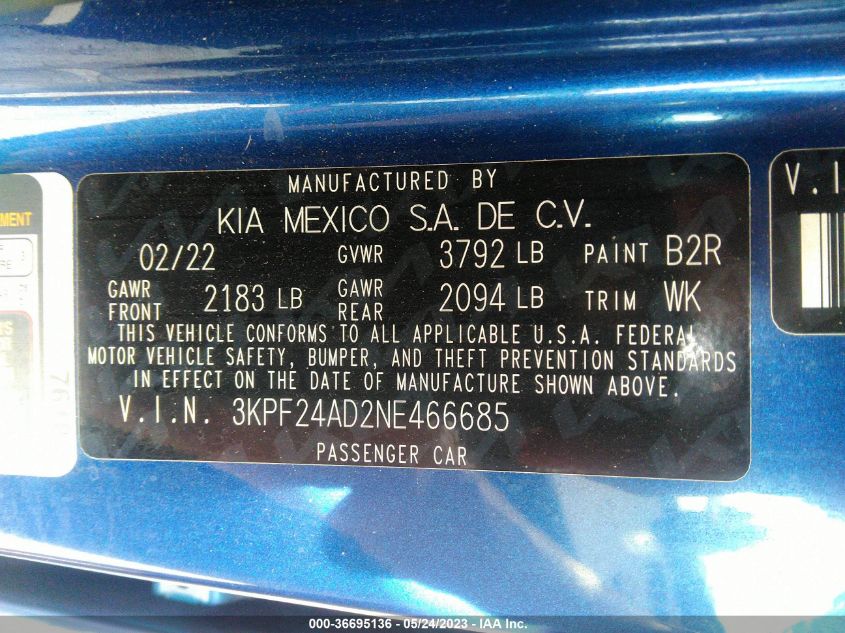 MANUFACTURED BY
KIA MEXICO S.A. DE C.V.
02/22 GVWR 3792 LB PAINT B2R
GAWR FRONT 2183 LB GAWR REAR 2094 LB TRIM WK
THIS VEHICLE CONFORMS TO ALL APPLICABLE U.S.A. FEDERAL
MOTOR VEHICLE SAFETY, BUMPER, AND THEFT PREVENTION STANDARDS
IN EFFECT ON THE DATE OF MANUFACTURE SHOWN ABOVE.
V.I.N. 3KPF24AD2NE466685
PASSENGER CAR
V.I
000-36695136 - 05/24/2023 - IAA Inc.